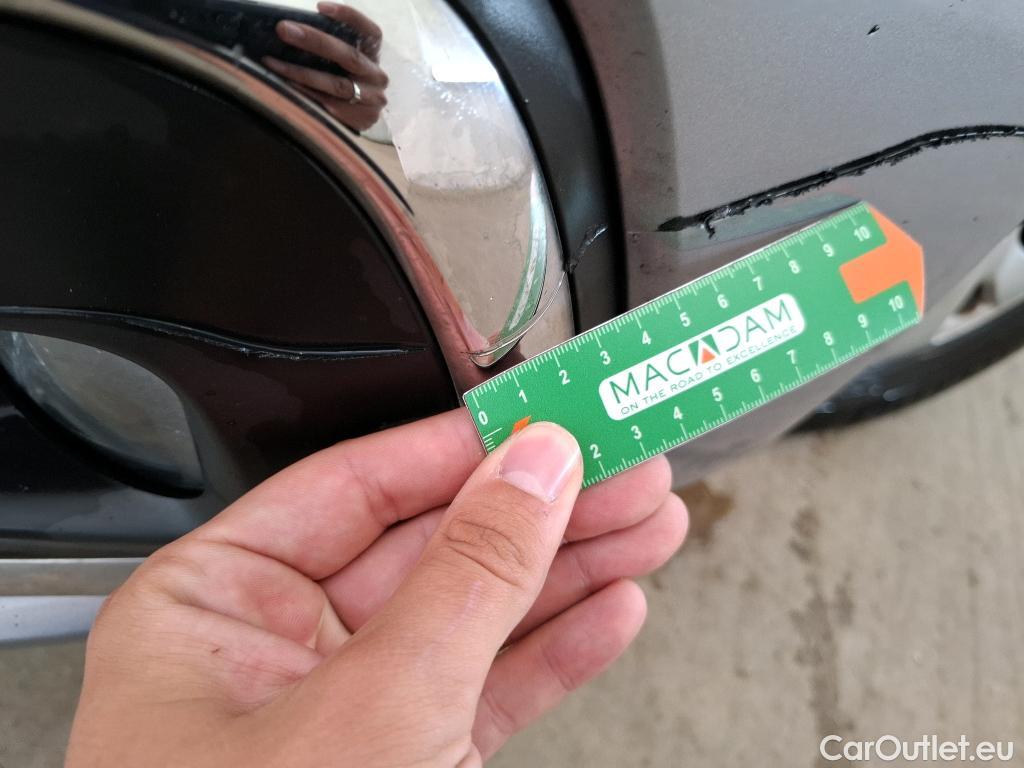 0 1 2 3 4 5 6 7 8 9 10
MACADAM
ON THE ROAD TO EXCELLENCE
2 3 4 5 6 7 8 9 10
CarOutlet.eu